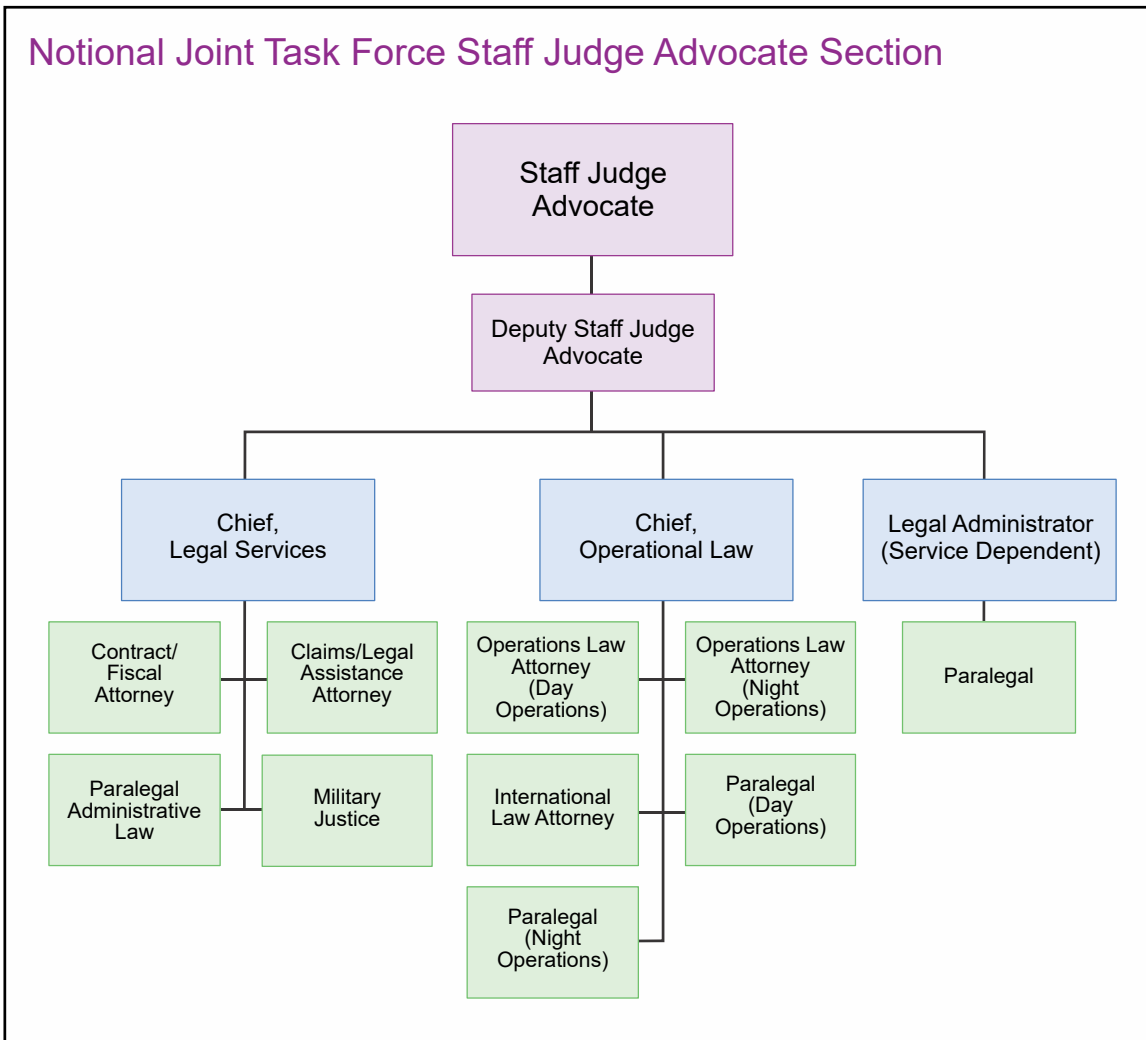 Notional Joint Task Force Staff Judge Advocate Section
Staff Judge
Advocate
Deputy Staff Judge
Advocate
Chief,
Legal Services
Chief,
Operational Law
Legal Administrator
(Service Dependent)
Contract/
Fiscal
Attorney
Claims/Legal
Assistance
Attorney
Operations Law
Attorney
(Day
Operations)
Operations Law
Attorney
(Night
Operations)
Paralegal
Paralegal
Administrative
Law
Military
Justice
International
Law Attorney
Paralegal
(Day
Operations)
Paralegal
(Night
Operations)